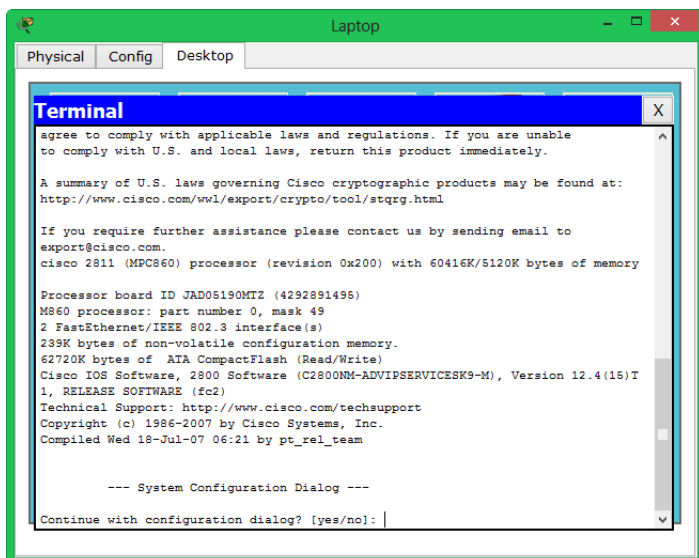 Laptop
Physical Config Desktop
Terminal X
agree to comply with applicable laws and regulations. If you are unable
to comply with U.S. and local laws, return this product immediately.
A summary of U.S. laws governing Cisco cryptographic products may be found at:
http://www.cisco.com/wwl/export/crypto/tool/stqrg.html
If you require further assistance please contact us by sending email to
export@cisco.com.
cisco 2811 (MPC860) processor (revision 0x200) with 60416K/5120K bytes of memory
Processor board ID JAD05190MTZ (4292891495)
M860 processor: part number 0, mask 49
2 FastEthernet/IEEE 802.3 interface(s)
239K bytes of non-volatile configuration memory.
62720K bytes of  ATA CompactFlash (Read/Write)
Cisco IOS Software, 2800 Software (C2800NM-ADVIPSERVICESK9-M), Version 12.4(15)T
1, RELEASE SOFTWARE (fc2)
Technical Support: http://www.cisco.com/techsupport
Copyright (c) 1986-2007 by Cisco Systems, Inc.
Compiled Wed 18-Jul-07 06:21 by pt_rel_team
--- System Configuration Dialog ---
Continue with configuration dialog? [yes/no]: